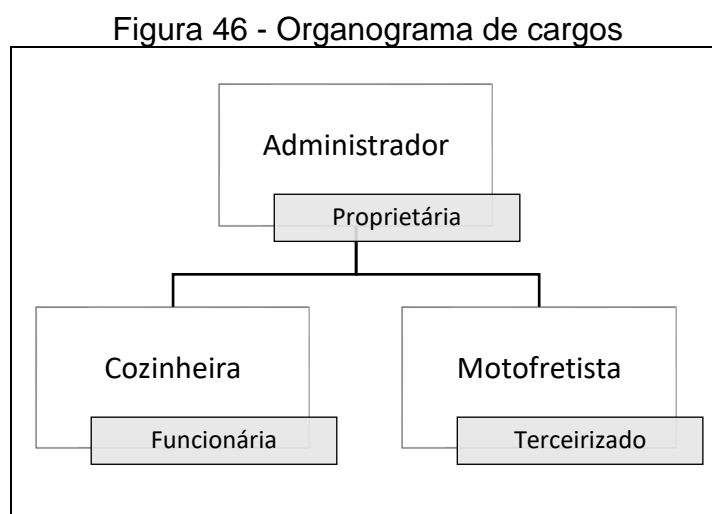 Figura 46 - Organograma de cargos
Administrador
Proprietária
Cozinheira
Funcionária
Motofretista
Terceirizado